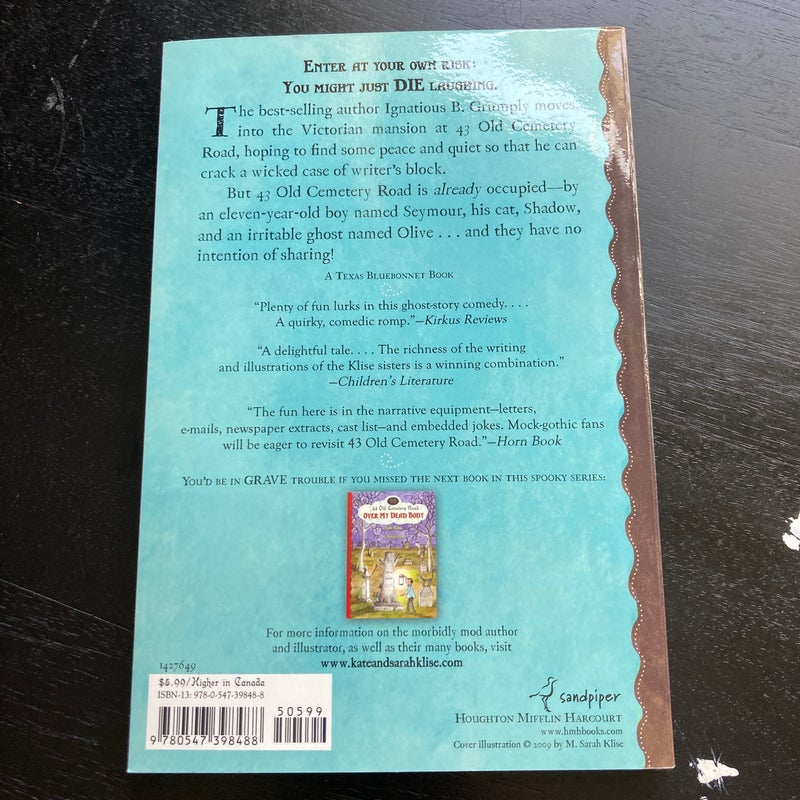 ENTER AT YOUR OWN RISK:
YOU MIGHT JUST DIE LAUGHING.
The best-selling author Ignatious B. Grumply moves
into the Victorian mansion at 43 Old Cemetery
Road, hoping to find some peace and quiet so that he can
crack a wicked case of writer's block.
But 43 Old Cemetery Road is already occupied—by
an eleven-year-old boy named Seymour, his cat, Shadow,
and an irritable ghost named Olive . . . and they have no
intention of sharing!
A TEXAS BLUEBONNET BOOK
“Plenty of fun lurks in this ghost-story comedy. . . .
A quirky, comedic romp.”—Kirkus Reviews
“A delightful tale. . . . The richness of the writing
and illustrations of the Klise sisters is a winning combination.”
—Children's Literature
“The fun here is in the narrative equipment—letters,
e-mails, newspaper extracts, cast list—and embedded jokes. Mock-gothic fans
will be eager to revisit 43 Old Cemetery Road.”—Horn Book
YOU'D BE IN GRAVE TROUBLE IF YOU MISSED THE NEXT BOOK IN THIS SPOOKY SERIES:
43 Old Cemetery Road
OVER MY DEAD BODY
For more information on the morbidly mod author
and illustrator, as well as their many books, visit
www.kateandsarahklise.com
1427649
$5.99/Higher in Canada
ISBN-13: 978-0-547-39848-8
50599
9 780547 398488
sandpiper
HOUGHTON MIFFLIN HARCOURT
www.hmhbooks.com
Cover illustration © 2009 by M. Sarah Klise